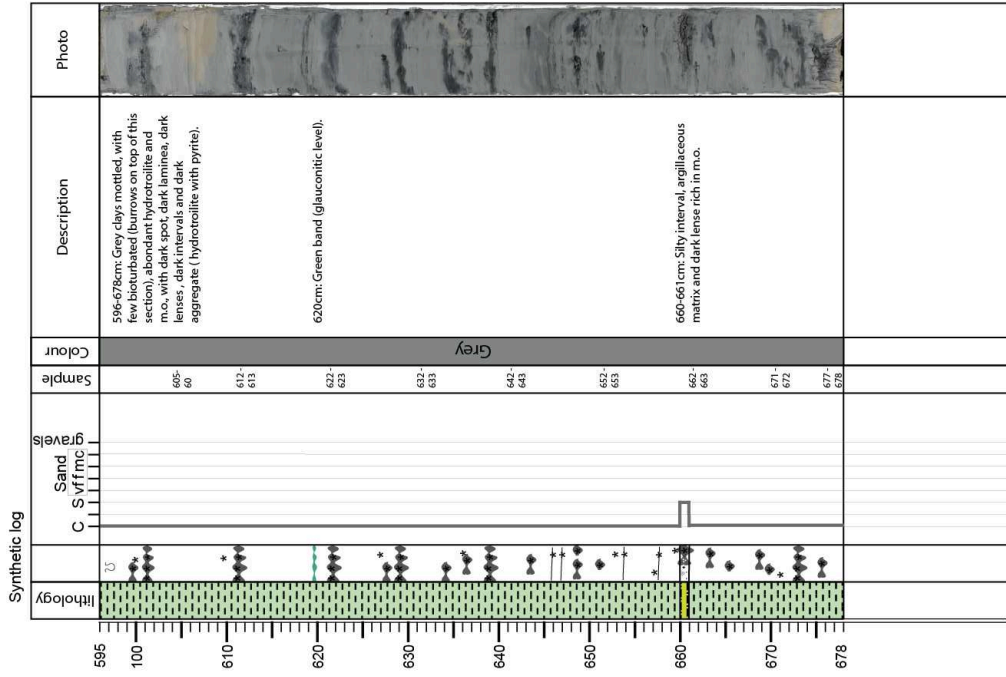 Photo
Description
596-678cm: Grey clays mottled, with
few bioturbated (burrows on top of this
section), abondant hydrotroilite and
m.o., with dark spot, dark laminea, dark
lenses , dark intervals and dark
aggregate ( hydrotroilite with pyrite).
620cm: Green band (glauconitic level).
660-661cm: Silty interval, argillaceous
matrix and dark lense rich in m.o.
Colour
Grey
Sample
605-
60
612-
613
622-
623
632-
633
642-
643
652-
653
662-
663
671-
672
677-
678
Synthetic log
gravels
Sand
C S vf f m c
lithology
595
100
610
620
630
640
650
660
670
678